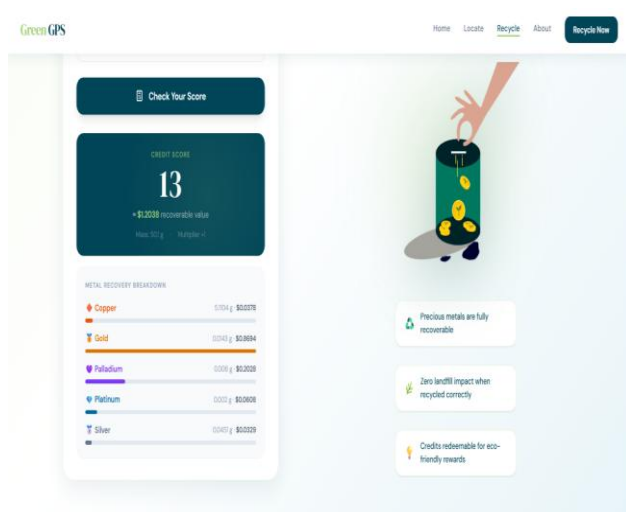 Green GPS
Home Locate Recycle About Recycle Now
Check Your Score
CREDIT SCORE
13
≈ $1.2038 recoverable value
METAL RECOVERY BREAKDOWN
Copper $0.0376
Gold $0.8694
Palladium $0.2028
Platinum $0.0608
Silver $0.0329
Precious metals are fully
recoverable
Zero landfill impact when
recycled correctly
Credits redeemable for eco-
friendly rewards